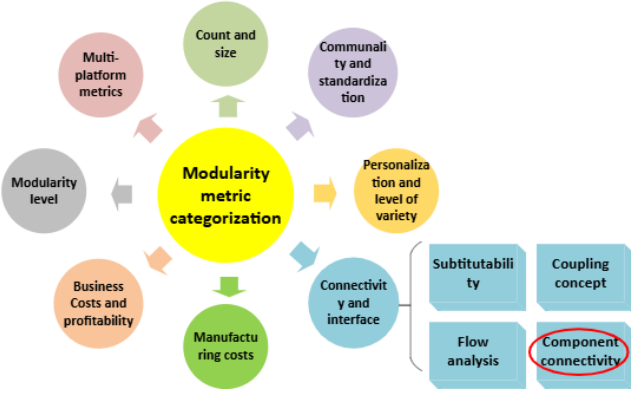 Count and
size
Multi-
platform
metrics
Communali
ty and
standardiza
tion
Modularity
level
Modularity
metric
categorization
Personaliza
tion and
level of
variety
Business
Costs and
profitability
Manufactu
ring costs
Connectivit
y and
interface
Subtitutabili
ty
Coupling
concept
Flow
analysis
Component
connectivity